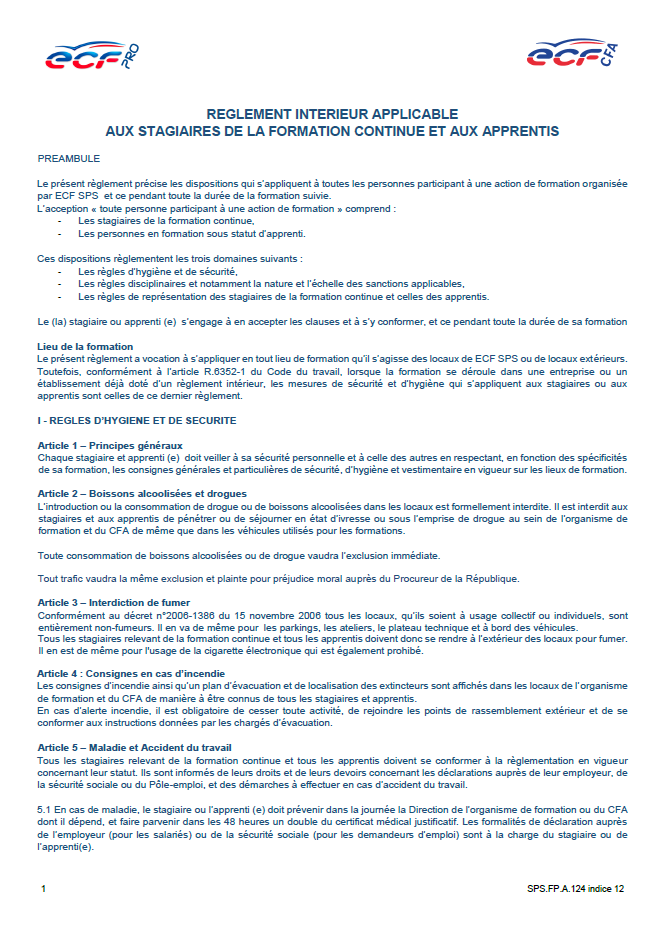 ECF PRO
ECF CFA
REGLEMENT INTERIEUR APPLICABLE
AUX STAGIAIRES DE LA FORMATION CONTINUE ET AUX APPRENTIS
PREAMBULE
Le présent règlement précise les dispositions qui s'appliquent à toutes les personnes participant à une action de formation organisée
par ECF SPS et ce pendant toute la durée de la formation suivie.
L'acception « toute personne participant à une action de formation » comprend :
- Les stagiaires de la formation continue,
- Les personnes en formation sous statut d'apprenti.
Ces dispositions règlementent les trois domaines suivants :
- Les règles d'hygiène et de sécurité,
- Les règles disciplinaires et notamment la nature et l'échelle des sanctions applicables,
- Les règles de représentation des stagiaires de la formation continue et celles des apprentis.
Le (la) stagiaire ou apprenti (e) s'engage à en accepter les clauses et à s'y conformer, et ce pendant toute la durée de sa formation
Lieu de la formation
Le présent règlement a vocation à s'appliquer en tout lieu de formation qu'il s'agisse des locaux de ECF SPS ou de locaux extérieurs.
Toutefois, conformément à l'article R.6352-1 du Code du travail, lorsque la formation se déroule dans une entreprise ou un
établissement déjà doté d'un règlement intérieur, les mesures de sécurité et d'hygiène qui s'appliquent aux stagiaires ou aux
apprentis sont celles de ce dernier règlement.
I - REGLES D'HYGIENE ET DE SECURITE
Article 1 – Principes généraux
Chaque stagiaire et apprenti (e) doit veiller à sa sécurité personnelle et à celle des autres en respectant, en fonction des spécificités
de sa formation, les consignes générales et particulières de sécurité, d'hygiène et vestimentaire en vigueur sur les lieux de formation.
Article 2 – Boissons alcoolisées et drogues
L'introduction ou la consommation de drogue ou de boissons alcoolisées dans les locaux est formellement interdite. Il est interdit aux
stagiaires et aux apprentis de pénétrer ou de séjourner en état d'ivresse ou sous l'emprise de drogue au sein de l'organisme de
formation et du CFA de même que dans les véhicules utilisés pour les formations.
Toute consommation de boissons alcoolisées ou de drogue vaudra l'exclusion immédiate.
Tout trafic vaudra la même exclusion et plainte pour préjudice moral auprès du Procureur de la République.
Article 3 – Interdiction de fumer
Conformément au décret n°2006-1386 du 15 novembre 2006 tous les locaux, qu'ils soient à usage collectif ou individuels, sont
entièrement non-fumeurs. Il en va de même pour les parkings, les ateliers, le plateau technique et à bord des véhicules.
Tous les stagiaires relevant de la formation continue et tous les apprentis doivent donc se rendre à l'extérieur des locaux pour fumer.
Il en est de même pour l'usage de la cigarette électronique qui est également prohibé.
Article 4 : Consignes en cas d'incendie
Les consignes d'incendie ainsi qu'un plan d'évacuation et de localisation des extincteurs sont affichés dans les locaux de l'organisme
de formation et du CFA de manière à être connus de tous les stagiaires et apprentis.
En cas d'alerte incendie, il est obligatoire de cesser toute activité, de rejoindre les points de rassemblement extérieur et de se
conformer aux instructions données par les chargés d'évacuation.
Article 5 – Maladie et Accident du travail
Tous les stagiaires relevant de la formation continue et tous les apprentis doivent se conformer à la règlementation en vigueur
concernant leur statut. Ils sont informés de leurs droits et de leurs devoirs concernant les déclarations auprès de leur employeur, de
la sécurité sociale ou du Pôle-emploi, et des démarches à effectuer en cas d'accident du travail.
5.1 En cas de maladie, le stagiaire ou l'apprenti (e) doit prévenir dans la journée la Direction de l'organisme de formation ou du CFA
dont il dépend, et faire parvenir dans les 48 heures un double du certificat médical justificatif. Les formalités de déclaration auprès
de l'employeur (pour les salariés) ou de la sécurité sociale (pour les demandeurs d'emploi) sont à la charge du stagiaire ou de
l'apprenti(e).
1
SPS.FP.A.124 indice 12